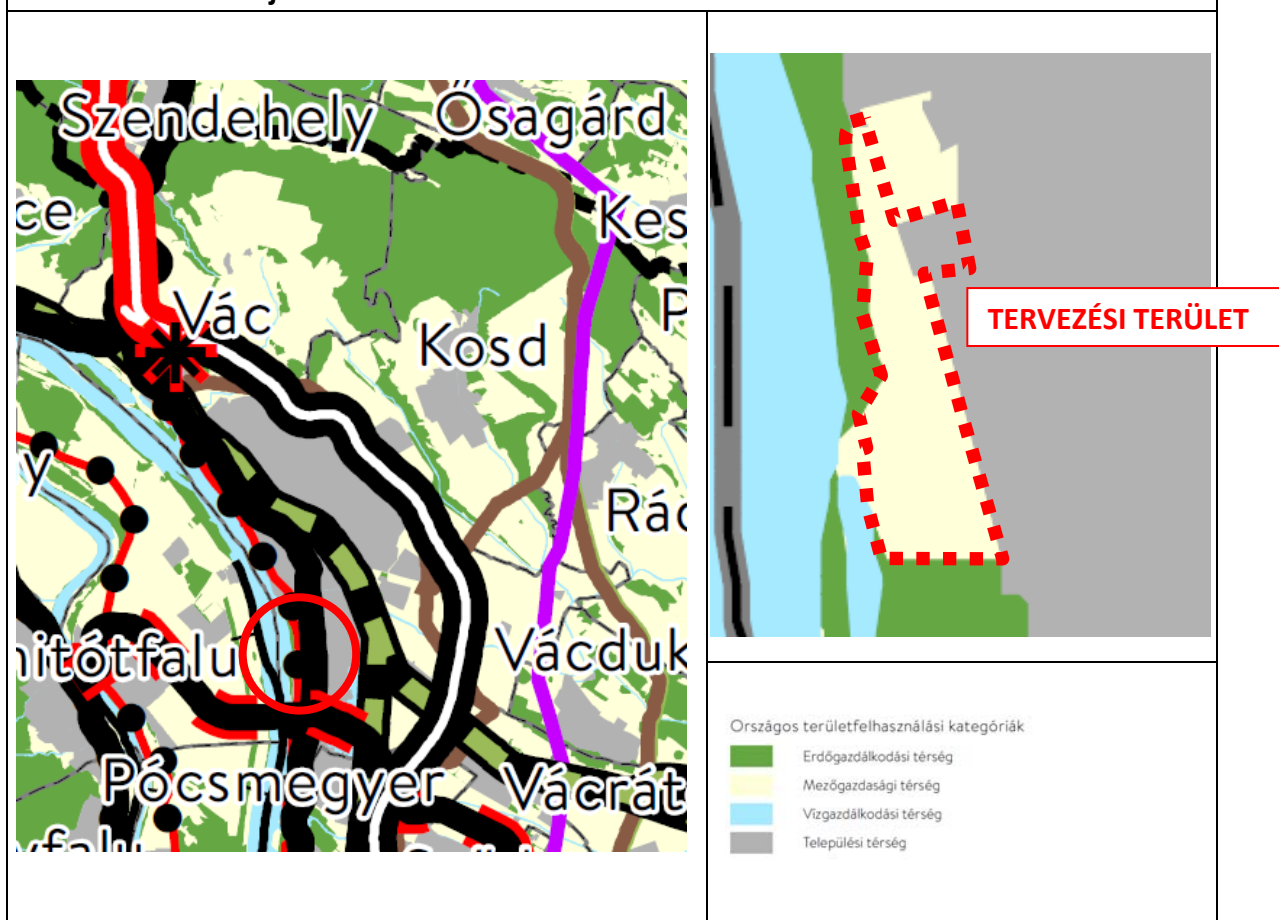 Szendehely
Ősagárd
ce
Kes
Vác
P
Kosd
y
Rác
nitótfalu
Vácduk
Pócsmegyer
Vácrát
TERVEZÉSI TERÜLET
Országos területfelhasználási kategóriák
Erdőgazdálkodási térség
Mezőgazdasági térség
Vízgazdálkodási térség
Települési térség